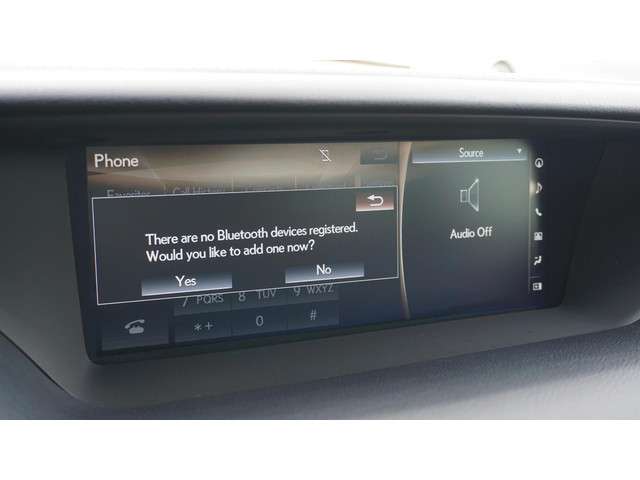 Phone
Source
Favorites
There are no Bluetooth devices registered.
Would you like to add one now?
Audio Off
Yes
No
7 PQRS 8 TUV 9 WXYZ
*+ 0 #